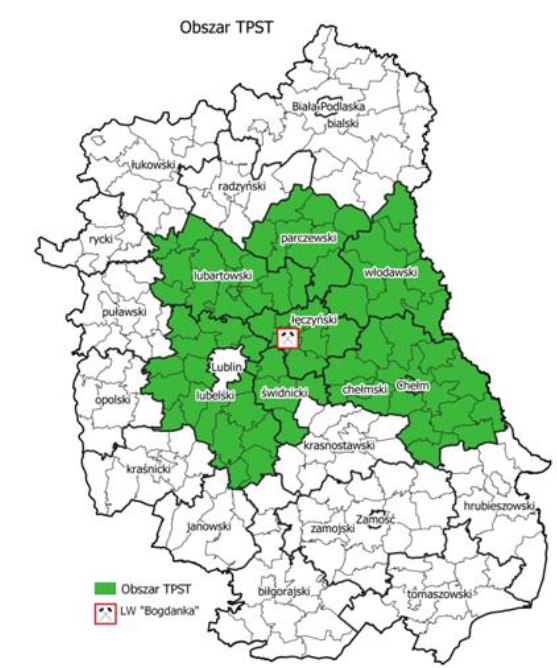 Obszar TPST
Biała Podlaska
bialski
łukowski
radzyński
rycki
parczewski
lubartowski
włodawski
puławski
łęczyński
Lublin
lubelski
świdnicki
chełmski
Chełm
opolski
krasnostawski
kraśnicki
hrubieszowski
janowski
zamojski
Zamość
biłgorajski
tomaszowski
Obszar TPST
LW "Bogdanka"